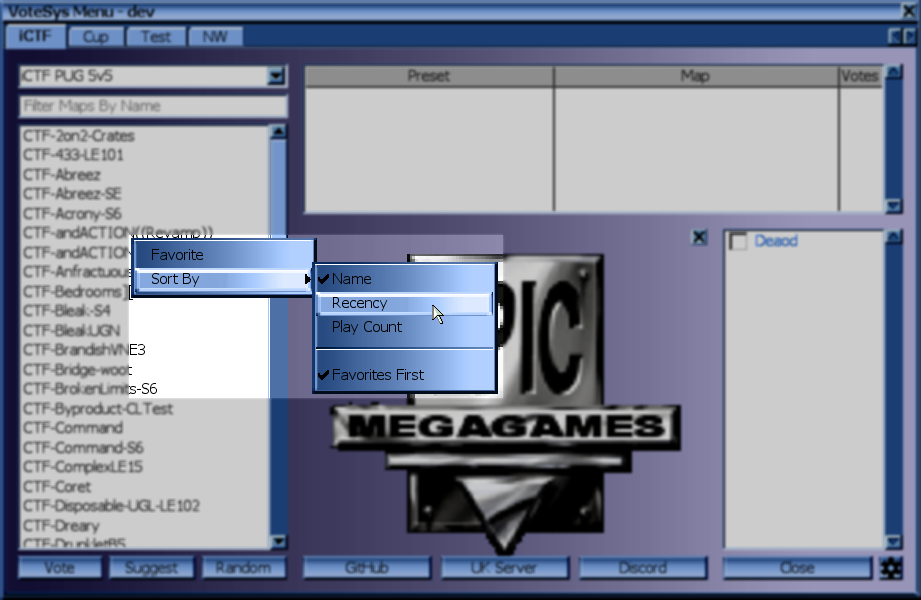 VoteSys Menu - dev
iCTF Cup Test NW
iCTF PUG 5v5
Filter Maps By Name
Preset Map Votes
CTF-2on2-Crates
CTF-433-LE101
CTF-Abreez
CTF-Abreez-SE
CTF-Acrony-S6
CTF-andACTION((Revamp))
CTF-andACTION
CTF-Anfractuous
CTF-Bedrooms][
CTF-Bleak-S4
CTF-BleakUGN
CTF-BrandishVNE3
CTF-Bridge-woot
CTF-BrokenLimits-S6
CTF-Byproduct-CLTest
CTF-Command
CTF-Command-S6
CTF-ComplexLE15
CTF-Coret
CTF-Disposable-UGL-LE102
CTF-Dreary
Favorite
Sort By
Name
Recency
Play Count
Favorites First
PIC
MEGAGAMES
Deaod
Vote Suggest Random GitHub UK Server Discord Close